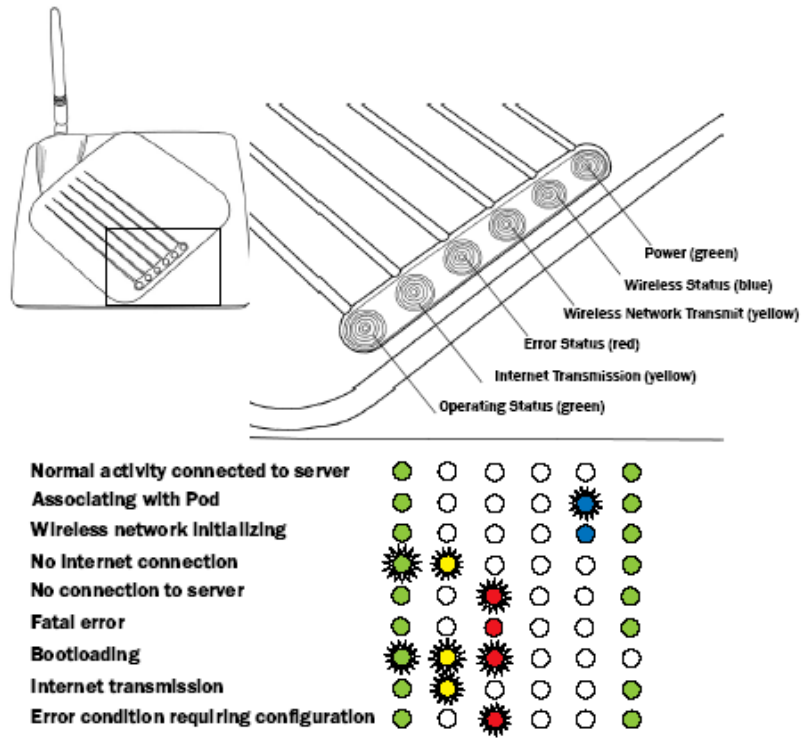 Power (green)
Wireless Status (blue)
Wireless Network Transmit (yellow)
Error Status (red)
Internet Transmission (yellow)
Operating Status (green)
Normal activity connected to server
Associating with Pod
Wireless network initializing
No internet connection
No connection to server
Fatal error
Bootloading
Internet transmission
Error condition requiring configuration